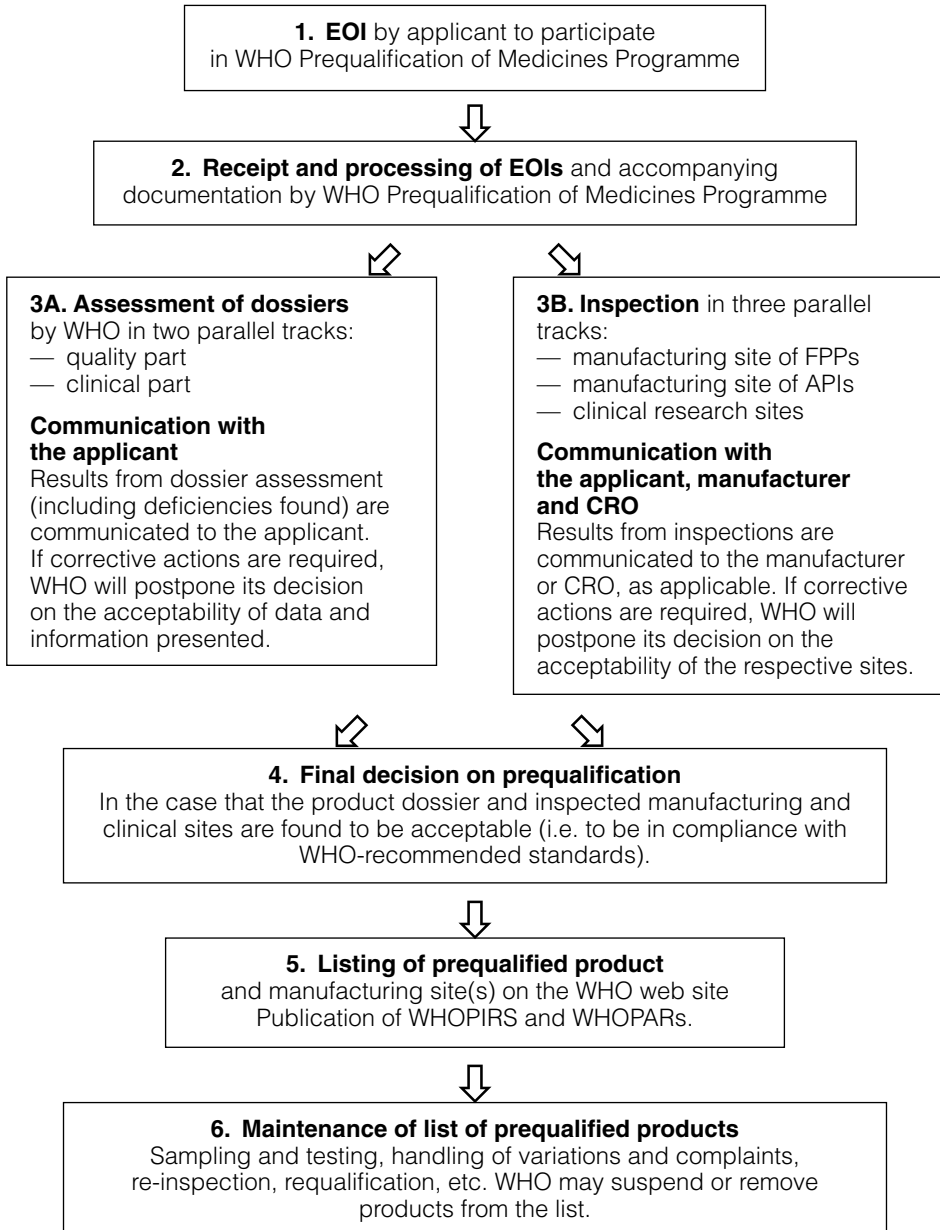 1. EOI by applicant to participate
in WHO Prequalification of Medicines Programme
2. Receipt and processing of EOIs and accompanying
documentation by WHO Prequalification of Medicines Programme
3A. Assessment of dossiers
by WHO in two parallel tracks:
— quality part
— clinical part
Communication with
the applicant
Results from dossier assessment
(including deficiencies found) are
communicated to the applicant.
If corrective actions are required,
WHO will postpone its decision
on the acceptability of data and
information presented.
3B. Inspection in three parallel
tracks:
— manufacturing site of FPPs
— manufacturing site of APIs
— clinical research sites
Communication with
the applicant, manufacturer
and CRO
Results from inspections are
communicated to the manufacturer
or CRO, as applicable. If corrective
actions are required, WHO will
postpone its decision on the
acceptability of the respective sites.
4. Final decision on prequalification
In the case that the product dossier and inspected manufacturing and
clinical sites are found to be acceptable (i.e. to be in compliance with
WHO-recommended standards).
5. Listing of prequalified product
and manufacturing site(s) on the WHO web site
Publication of WHOPIRS and WHOPARs.
6. Maintenance of list of prequalified products
Sampling and testing, handling of variations and complaints,
re-inspection, requalification, etc. WHO may suspend or remove
products from the list.